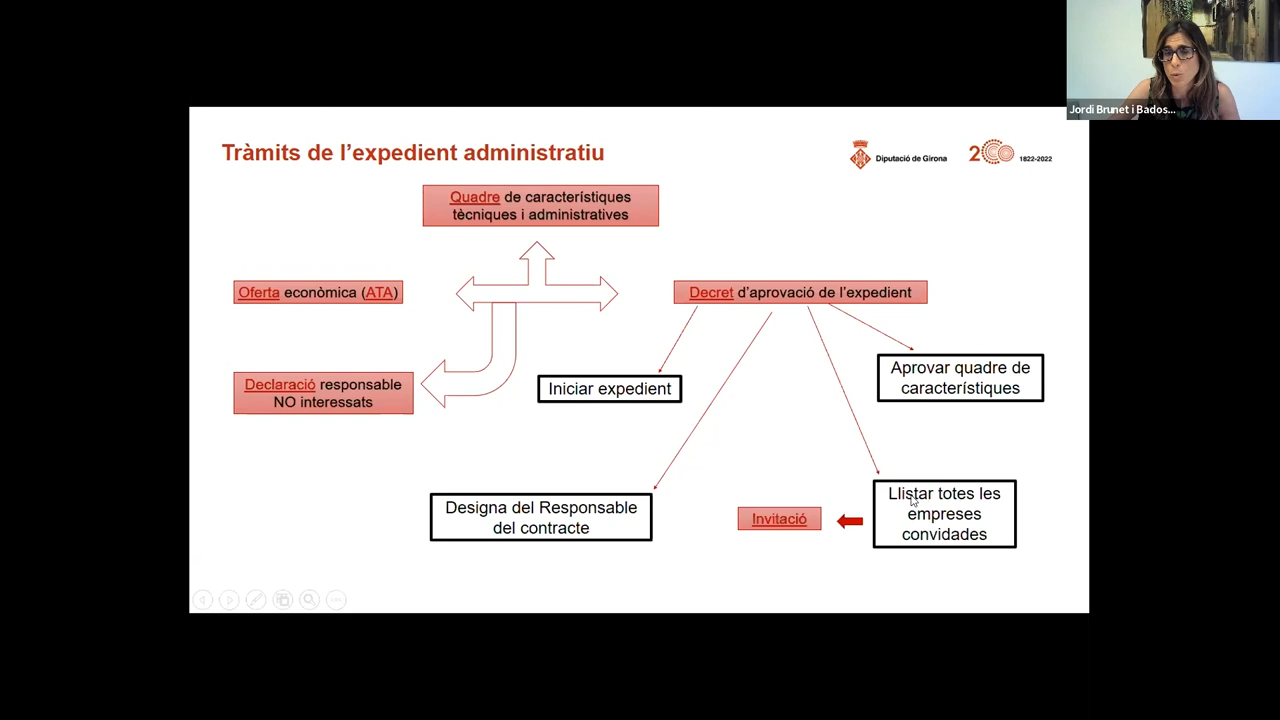 Jordi Brunet i Bados...
Tràmits de l'expedient administratiu
Diputació de Girona
200
1822-2022
Quadre de característiques
tècniques i administratives
Oferta econòmica (ATA)
Decret d'aprovació de l'expedient
Declaració responsable
NO interessats
Iniciar expedient
Aprovar quadre de
característiques
Designa del Responsable
del contracte
Invitació
Llistar totes les
empreses
convidades